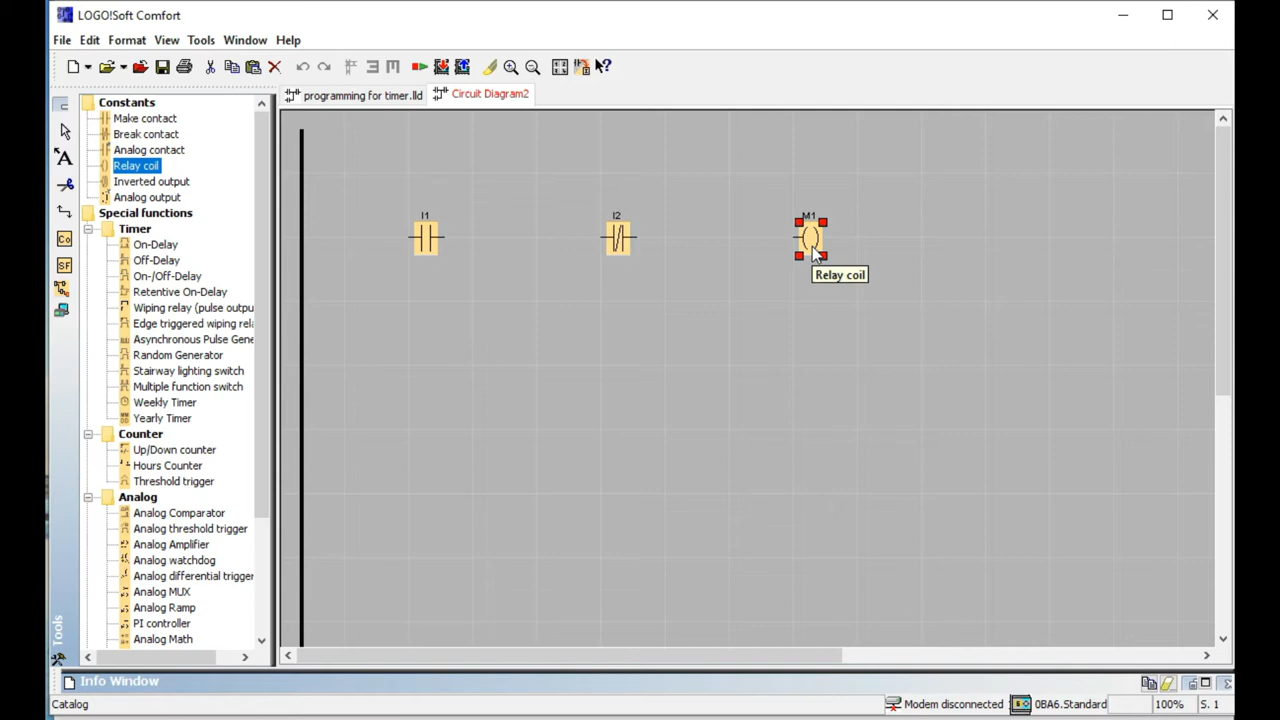 LOGO!Soft Comfort
File Edit Format View Tools Window Help
programming for timer.lld Circuit Diagram2
Constants
Make contact
Break contact
Analog contact
Relay coil
Inverted output
Analog output
Special functions
Timer
On-Delay
Off-Delay
On-/Off-Delay
Retentive On-Delay
Wiping relay (pulse outpu
Edge triggered wiping rela
Asynchronous Pulse Gene
Random Generator
Stairway lighting switch
Multiple function switch
Weekly Timer
Yearly Timer
Counter
Up/Down counter
Hours Counter
Threshold trigger
Analog
Analog Comparator
Analog threshold trigger
Analog Amplifier
Analog watchdog
Analog differential trigger
Analog MUX
Analog Ramp
PI controller
Analog Math
Co
SF
Tools
I1 I2 M1
Relay coil
Info Window
Catalog Modem disconnected 0BA6.Standard 100% S. 1